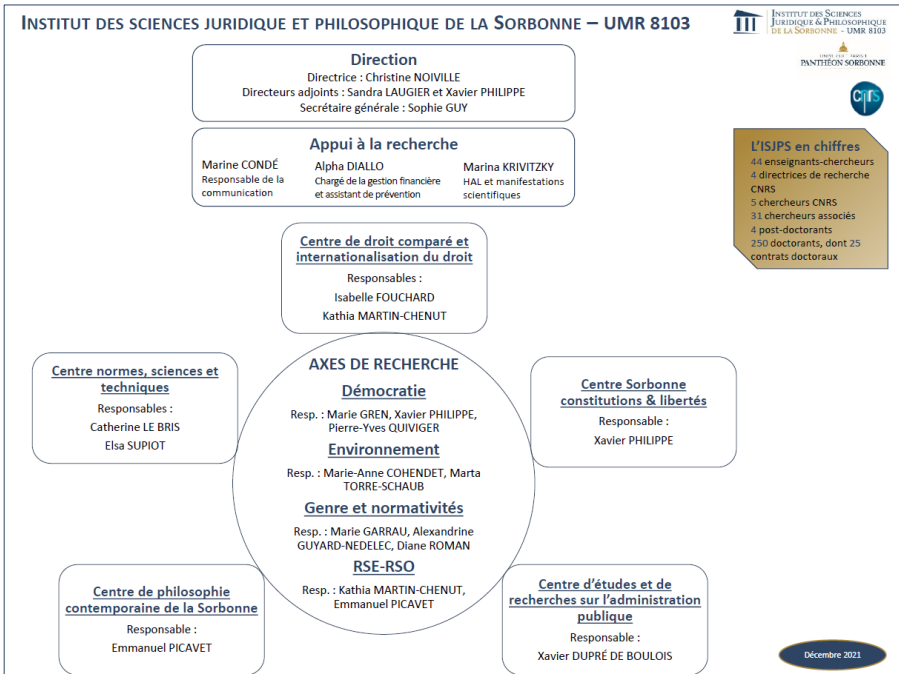 INSTITUT DES SCIENCES JURIDIQUE ET PHILOSOPHIQUE DE LA SORBONNE – UMR 8103
INSTITUT DES SCIENCES
JURIDIQUE & PHILOSOPHIQUE
DE LA SORBONNE - UMR 8103
PANTHÉON SORBONNE
cnrs
Direction
Directrice : Christine NOIVILLE
Directeurs adjoints : Sandra LAUGIER et Xavier PHILIPPE
Secrétaire générale : Sophie GUY
Appui à la recherche
Marine CONDÉ
Responsable de la
communication
Alpha DIALLO
Chargé de la gestion financière
et assistant de prévention
Marina KRIVITZKY
HAL et manifestations
scientifiques
L'ISJPS en chiffres
44 enseignants-chercheurs
4 directrices de recherche
CNRS
5 chercheurs CNRS
31 chercheurs associés
4 post-doctorants
250 doctorants, dont 25
contrats doctoraux
Centre de droit comparé et
internationalisation du droit
Responsables :
Isabelle FOUCHARD
Kathia MARTIN-CHENUT
Centre normes, sciences et
techniques
Responsables :
Catherine LE BRIS
Elsa SUPIOT
AXES DE RECHERCHE
Démocratie
Resp. : Marie GREN, Xavier PHILIPPE,
Pierre-Yves QUIVIGER
Environnement
Resp. : Marie-Anne COHENDET, Marta
TORRE-SCHAUB
Genre et normativités
Resp. : Marie GARRAU, Alexandrine
GUYARD-NEDELEC, Diane ROMAN
RSE-RSO
Resp. : Kathia MARTIN-CHENUT,
Emmanuel PICAVET
Centre Sorbonne
constitutions & libertés
Responsable :
Xavier PHILIPPE
Centre de philosophie
contemporaine de la Sorbonne
Responsable :
Emmanuel PICAVET
Centre d'études et de
recherches sur l'administration
publique
Responsable :
Xavier DUPRÉ DE BOULOIS
Décembre 2021